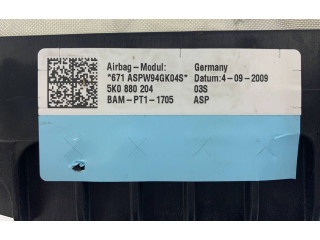 Airbag-Modul: Germany
*671 ASPW94GK04S* Datum:4-09-2009
5K0 880 204 03S
BAM-PT1-1705 ASP